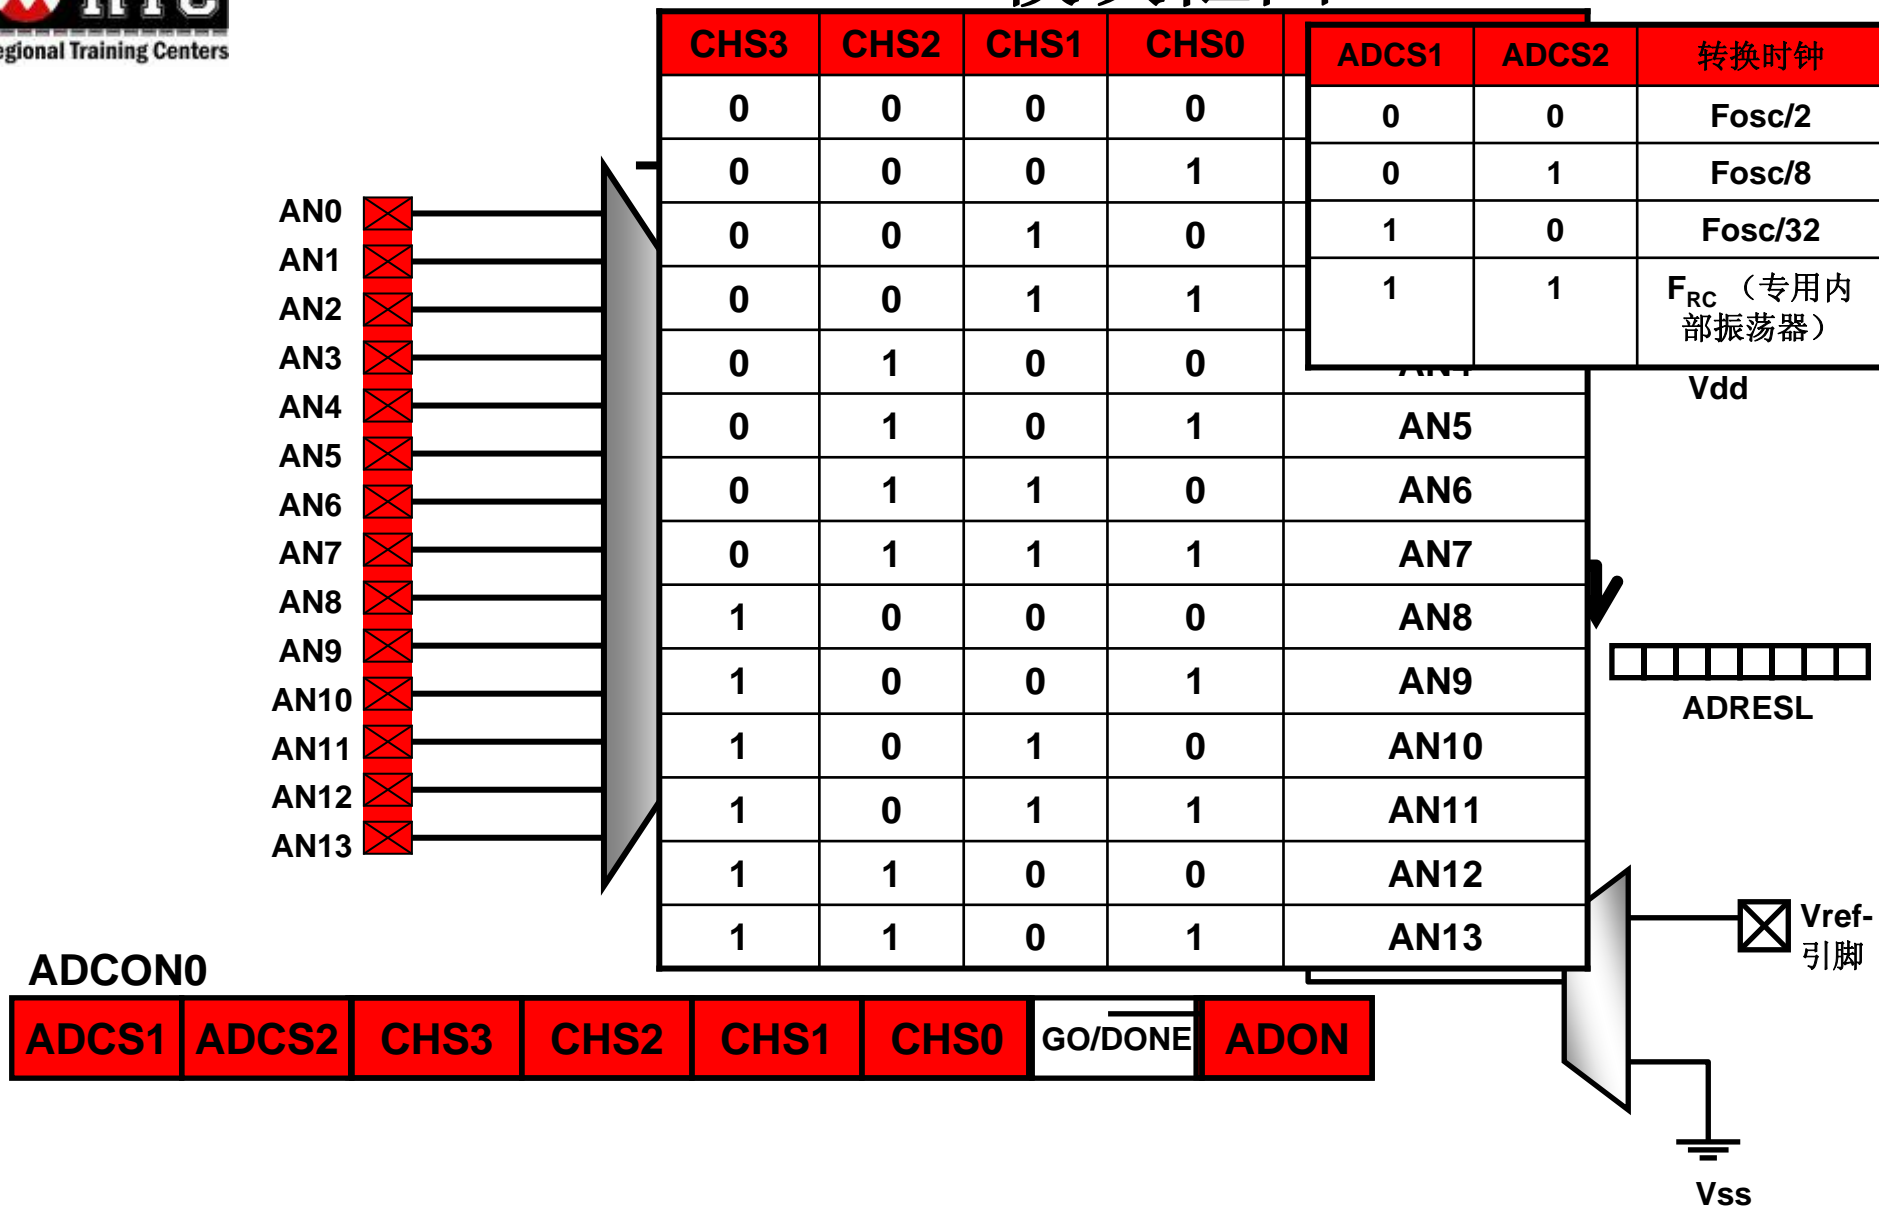 RTC
egional Training Centers
CHS3 CHS2 CHS1 CHS0
0 0 0 0
0 0 0 1
0 0 1 0
0 0 1 1
0 1 0 0 AN4
0 1 0 1 AN5
0 1 1 0 AN6
0 1 1 1 AN7
1 0 0 0 AN8
1 0 0 1 AN9
1 0 1 0 AN10
1 0 1 1 AN11
1 1 0 0 AN12
1 1 0 1 AN13
ADCS1 ADCS2 转换时钟
0 0 Fosc/2
0 1 Fosc/8
1 0 Fosc/32
1 1 FRC （专用内
部振荡器）
Vdd
AN0
AN1
AN2
AN3
AN4
AN5
AN6
AN7
AN8
AN9
AN10
AN11
AN12
AN13
ADRESL
Vref-
引脚
Vss
ADCON0
ADCS1 ADCS2 CHS3 CHS2 CHS1 CHS0 GO/DONE ADON